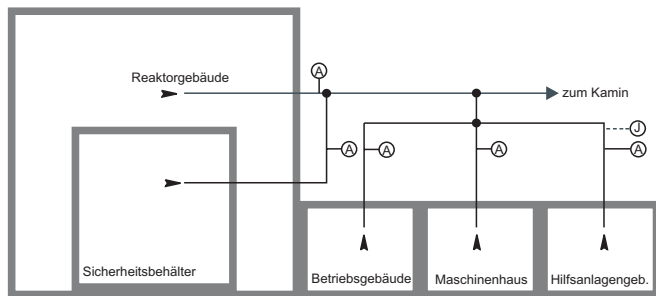 A
Reaktorgebäude
zum Kamin
J
A
A
A
A
Sicherheitsbehälter
Betriebsgebäude
Maschinenhaus
Hilfsanlagengeb.